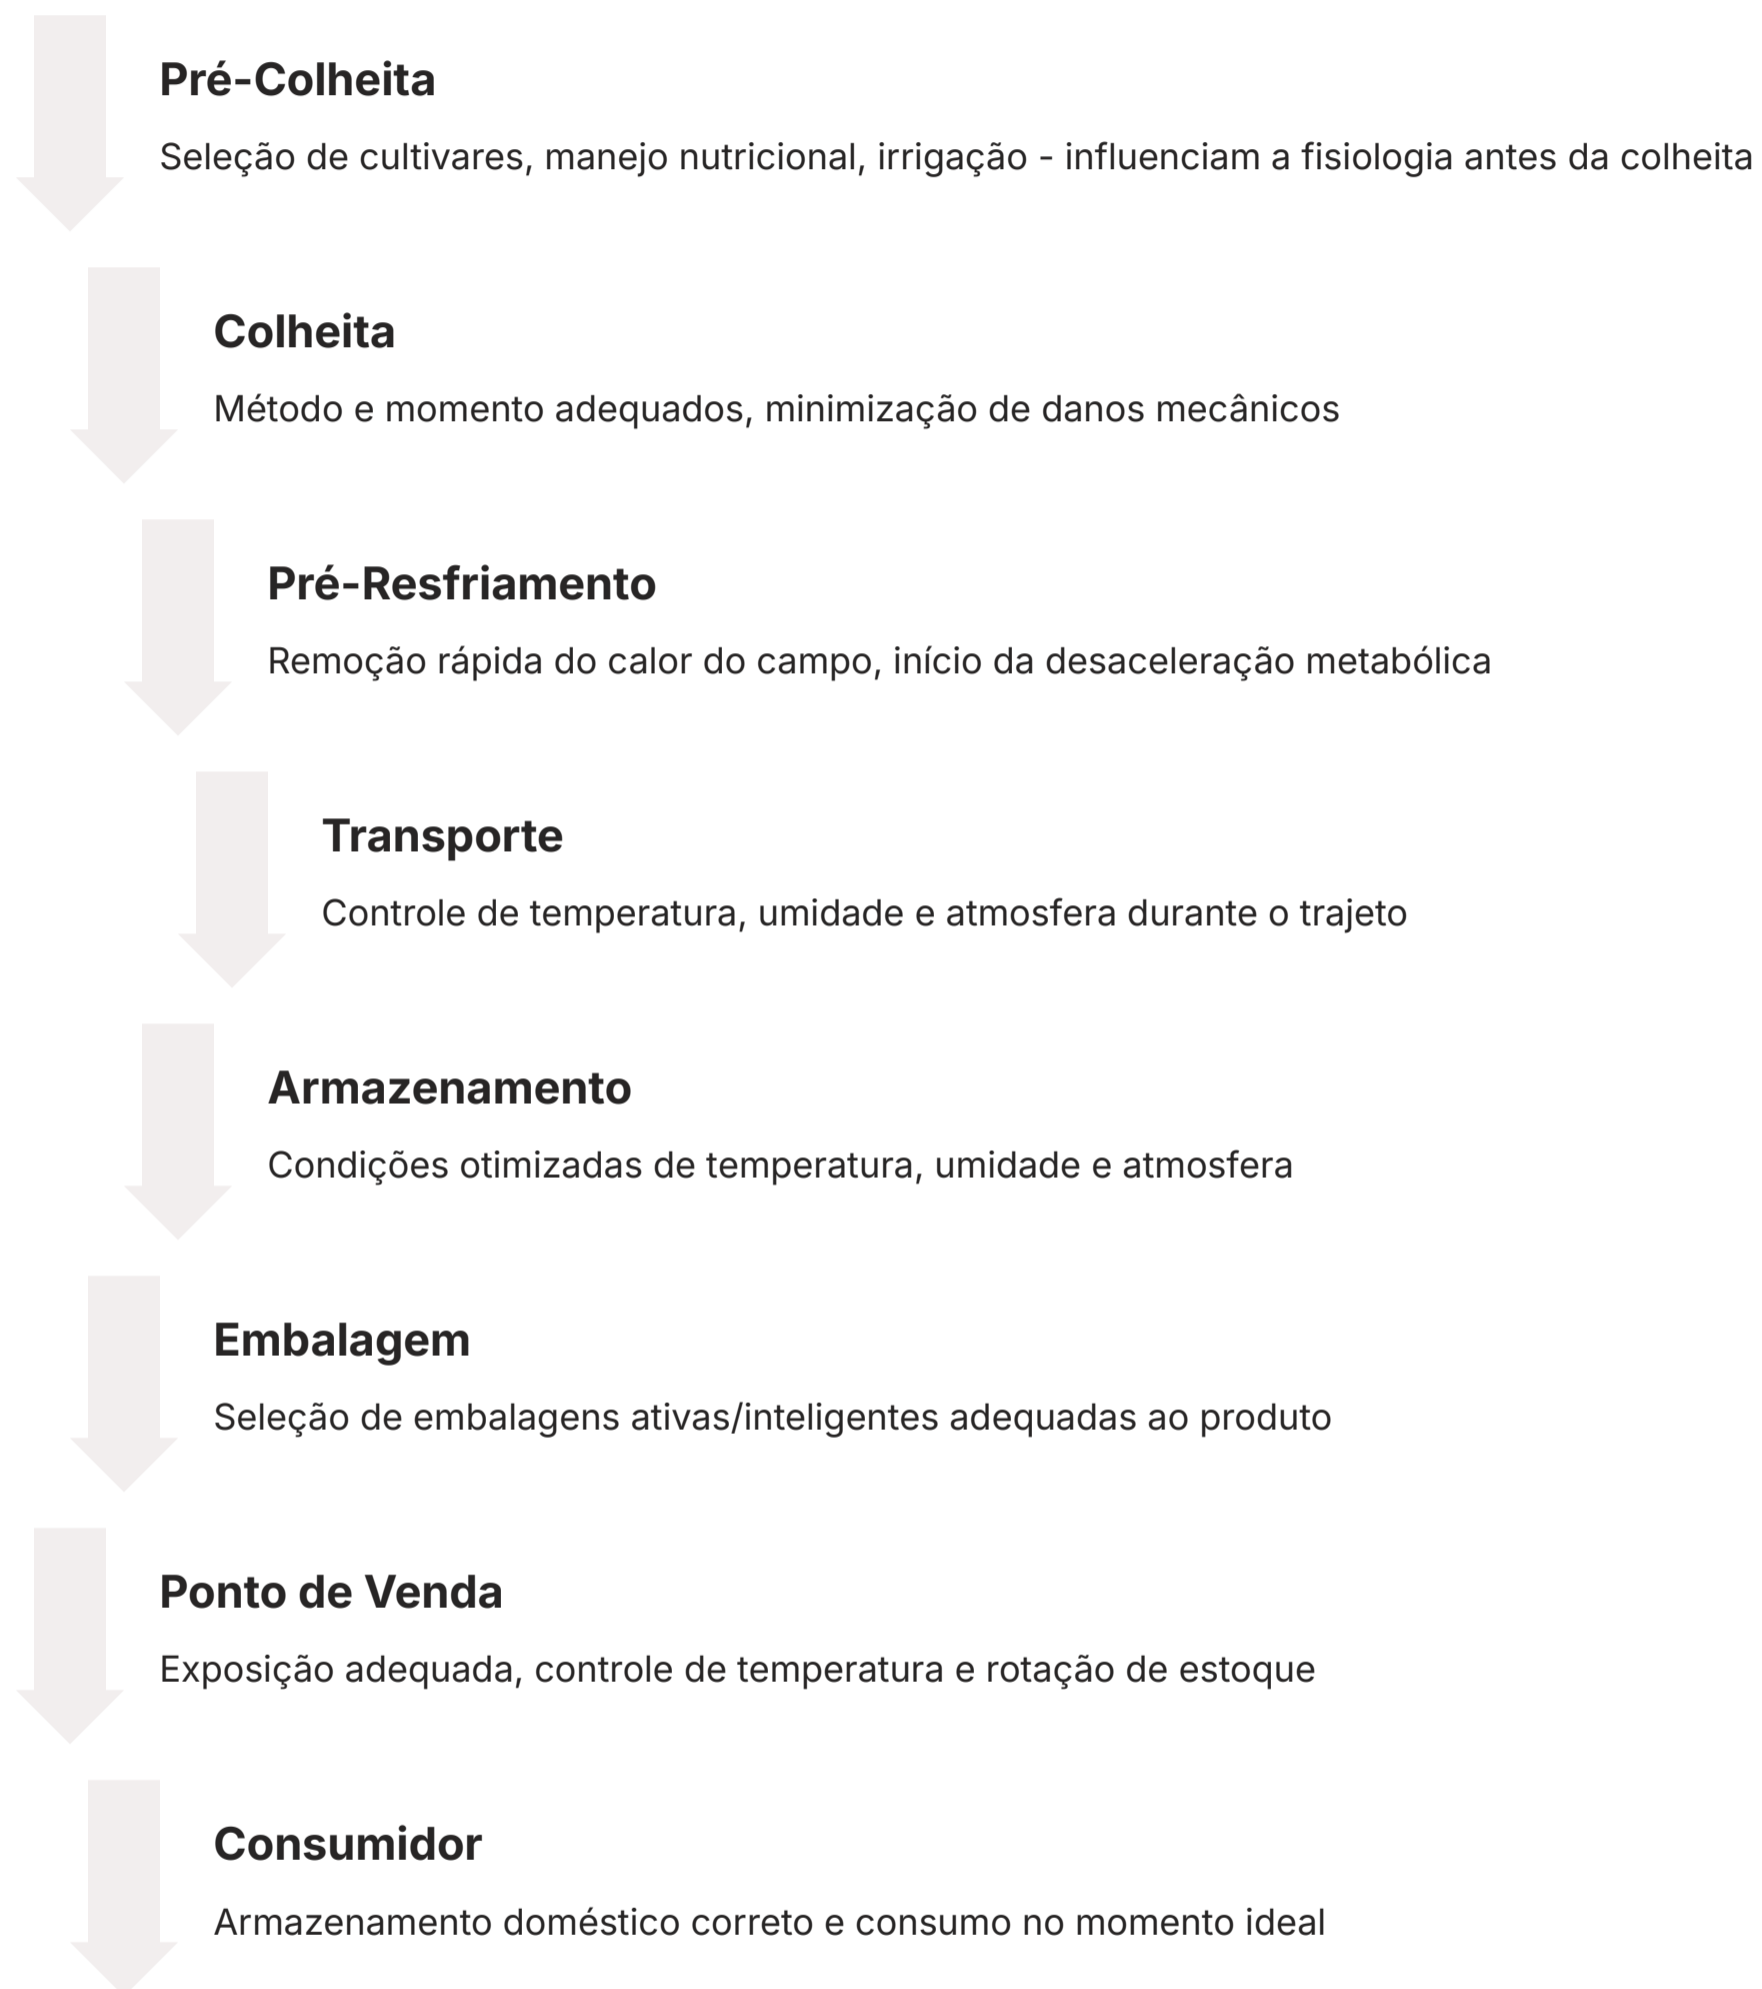 Pré-Colheita
Seleção de cultivares, manejo nutricional, irrigação - influenciam a fisiologia antes da colheita
Colheita
Método e momento adequados, minimização de danos mecânicos
Pré-Resfriamento
Remoção rápida do calor do campo, início da desaceleração metabólica
Transporte
Controle de temperatura, umidade e atmosfera durante o trajeto
Armazenamento
Condições otimizadas de temperatura, umidade e atmosfera
Embalagem
Seleção de embalagens ativas/inteligentes adequadas ao produto
Ponto de Venda
Exposição adequada, controle de temperatura e rotação de estoque
Consumidor
Armazenamento doméstico correto e consumo no momento ideal